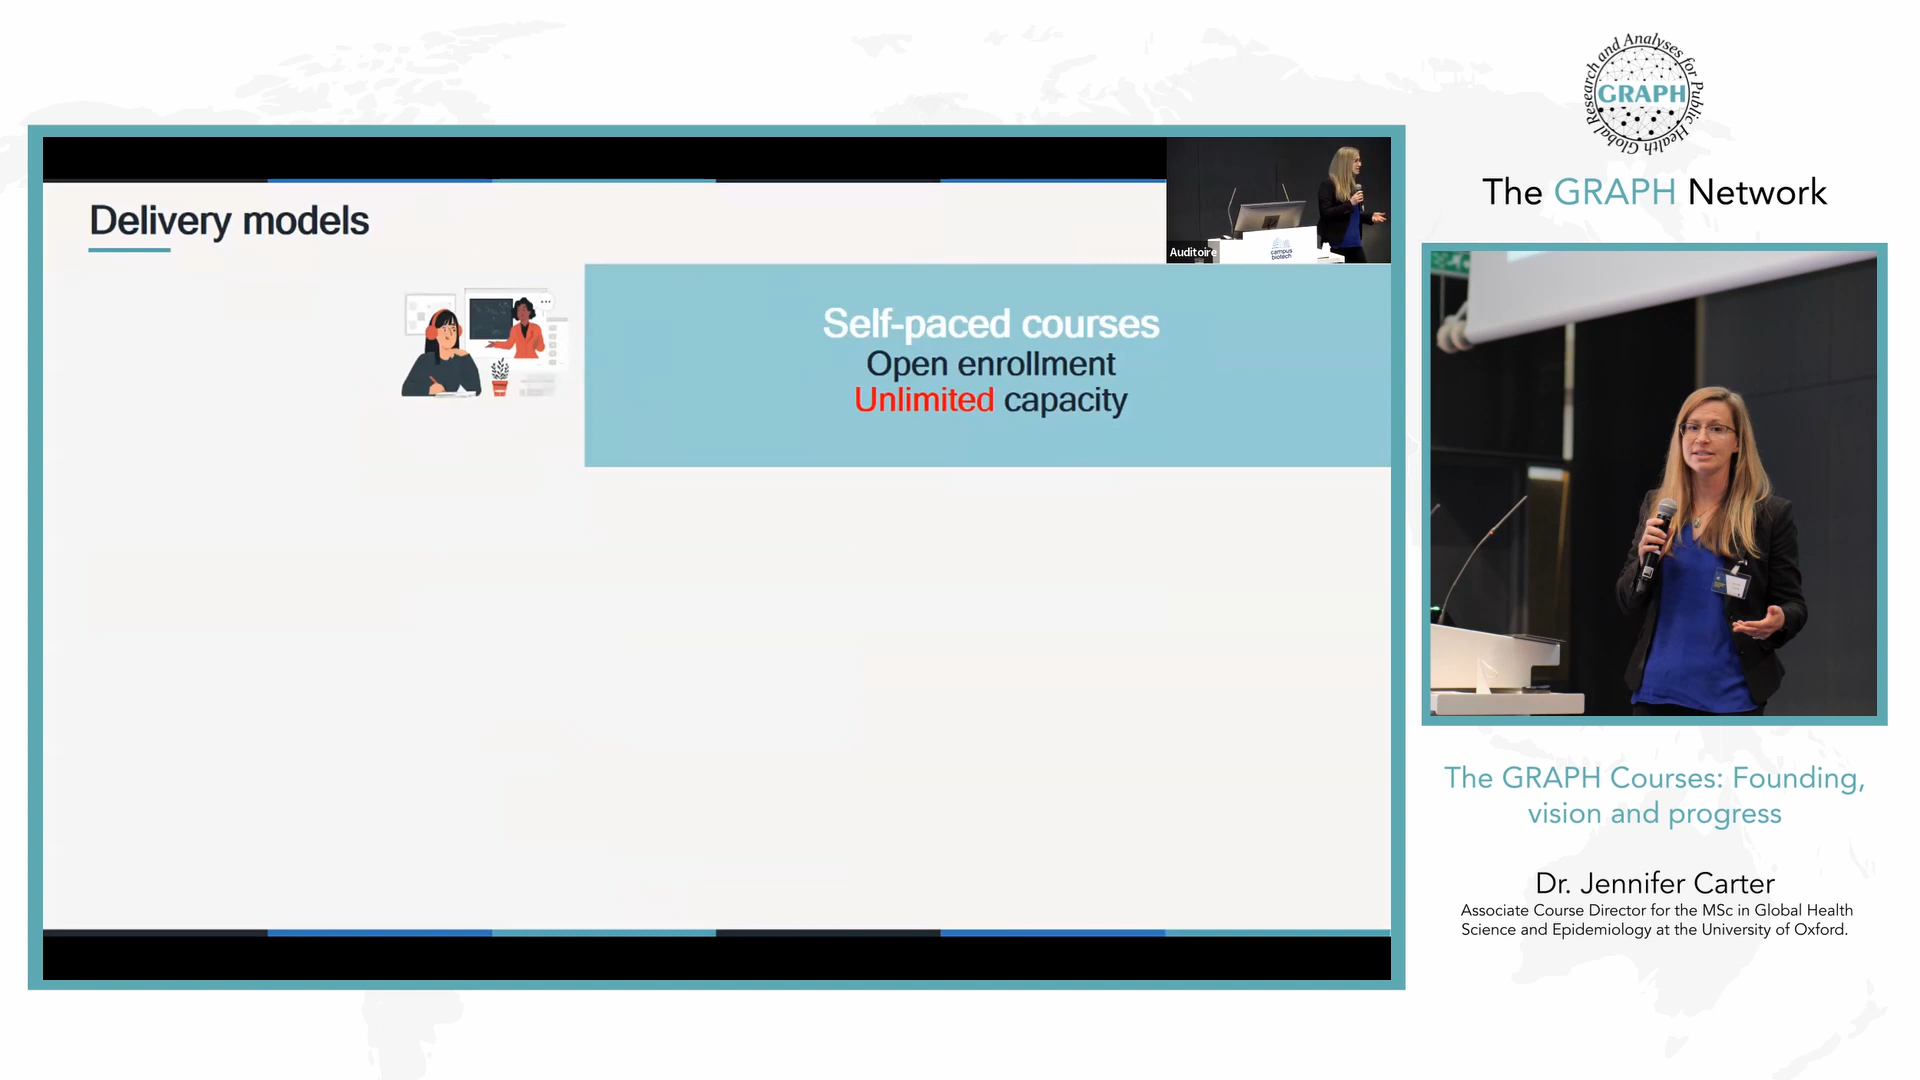 Global Research and Analyses for Public Health
GRAPH
The GRAPH Network
Delivery models
Auditoire
campus
biotech
Self-paced courses
Open enrollment
Unlimited capacity
The GRAPH Courses: Founding,
vision and progress
Dr. Jennifer Carter
Associate Course Director for the MSc in Global Health
Science and Epidemiology at the University of Oxford.